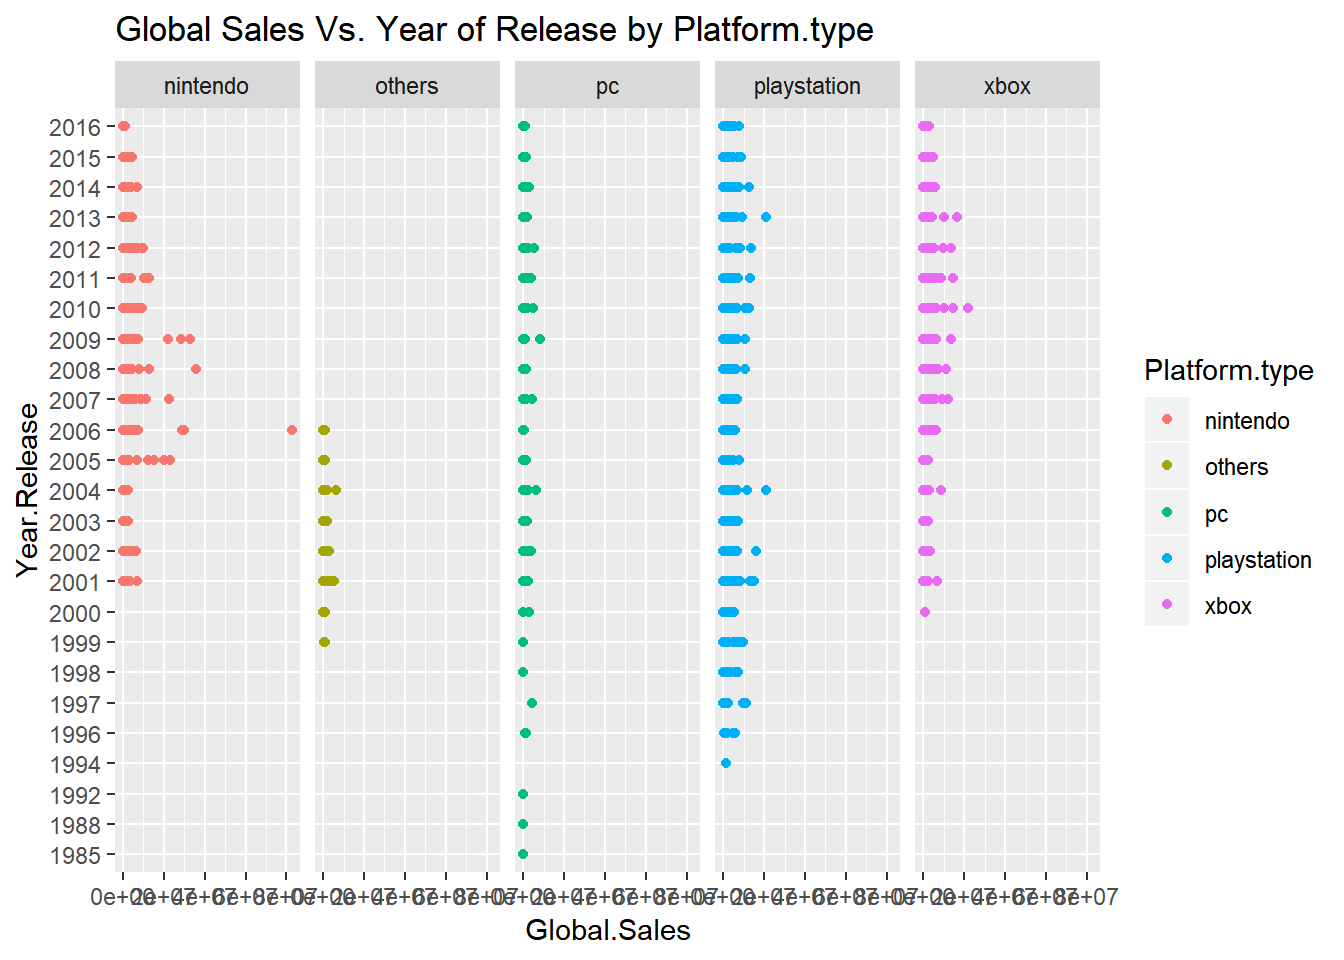 Global Sales Vs. Year of Release by Platform.type
nintendo others pc playstation xbox
2016
2015
2014
2013
2012
2011
2010
2009
2008
2007
2006
2005
2004
2003
2002
2001
2000
1999
1998
1997
1996
1994
1992
1988
1985
Year.Release
Global.Sales
Platform.type
nintendo
others
pc
playstation
xbox